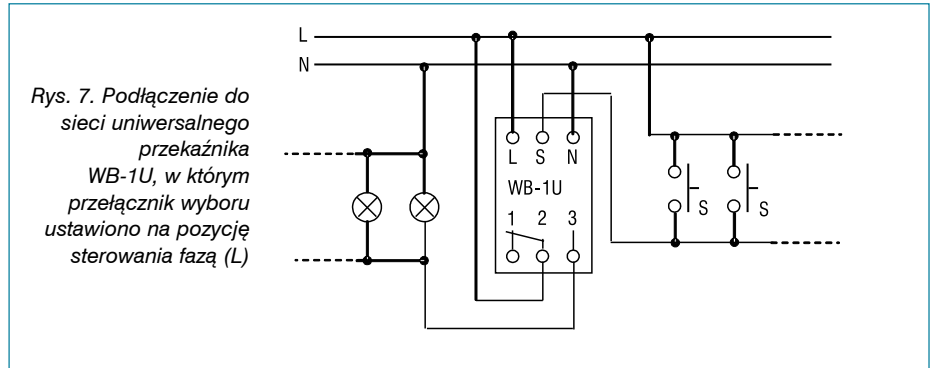 L
N
Rys. 7. Podłączenie do
sieci uniwersalnego
przekaźnika
WB-1U, w którym
przełącznik wyboru
ustawiono na pozycję
sterowania fazą (L)
L S N
WB-1U
1 2 3
S
S